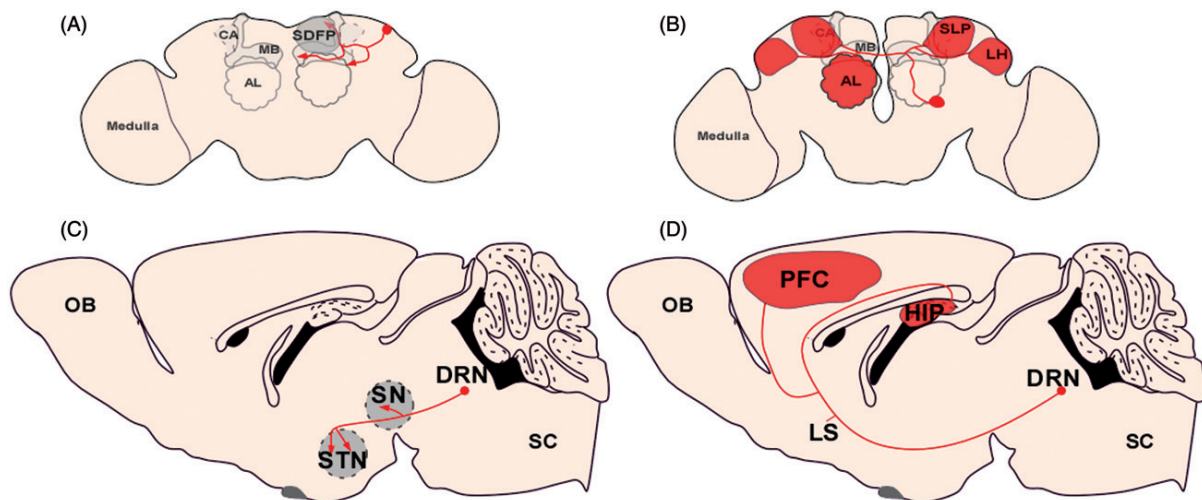 (A)
CA
SDFP
MB
AL
Medulla
(B)
CA
SLP
MB
LH
AL
Medulla
(C)
OB
DRN
SN
STN
SC
(D)
PFC
OB
HIP
DRN
LS
SC